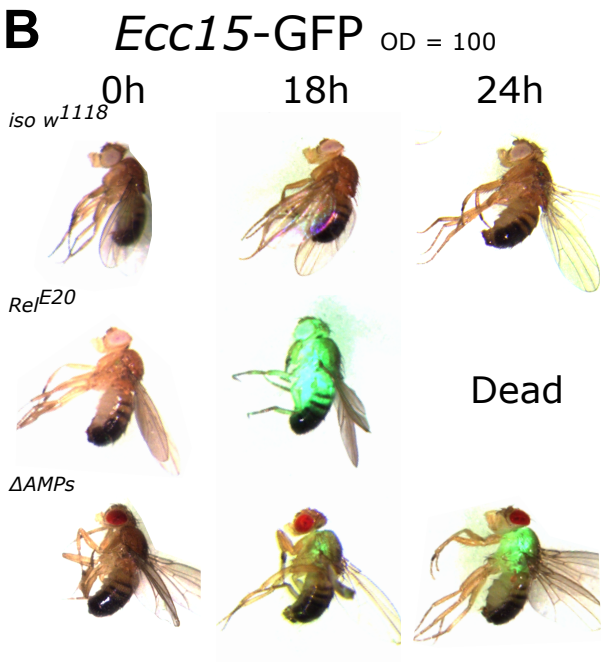 B Ecc15-GFP OD = 100
0h 18h 24h
iso w1118
RelE20
Dead
ΔAMPs